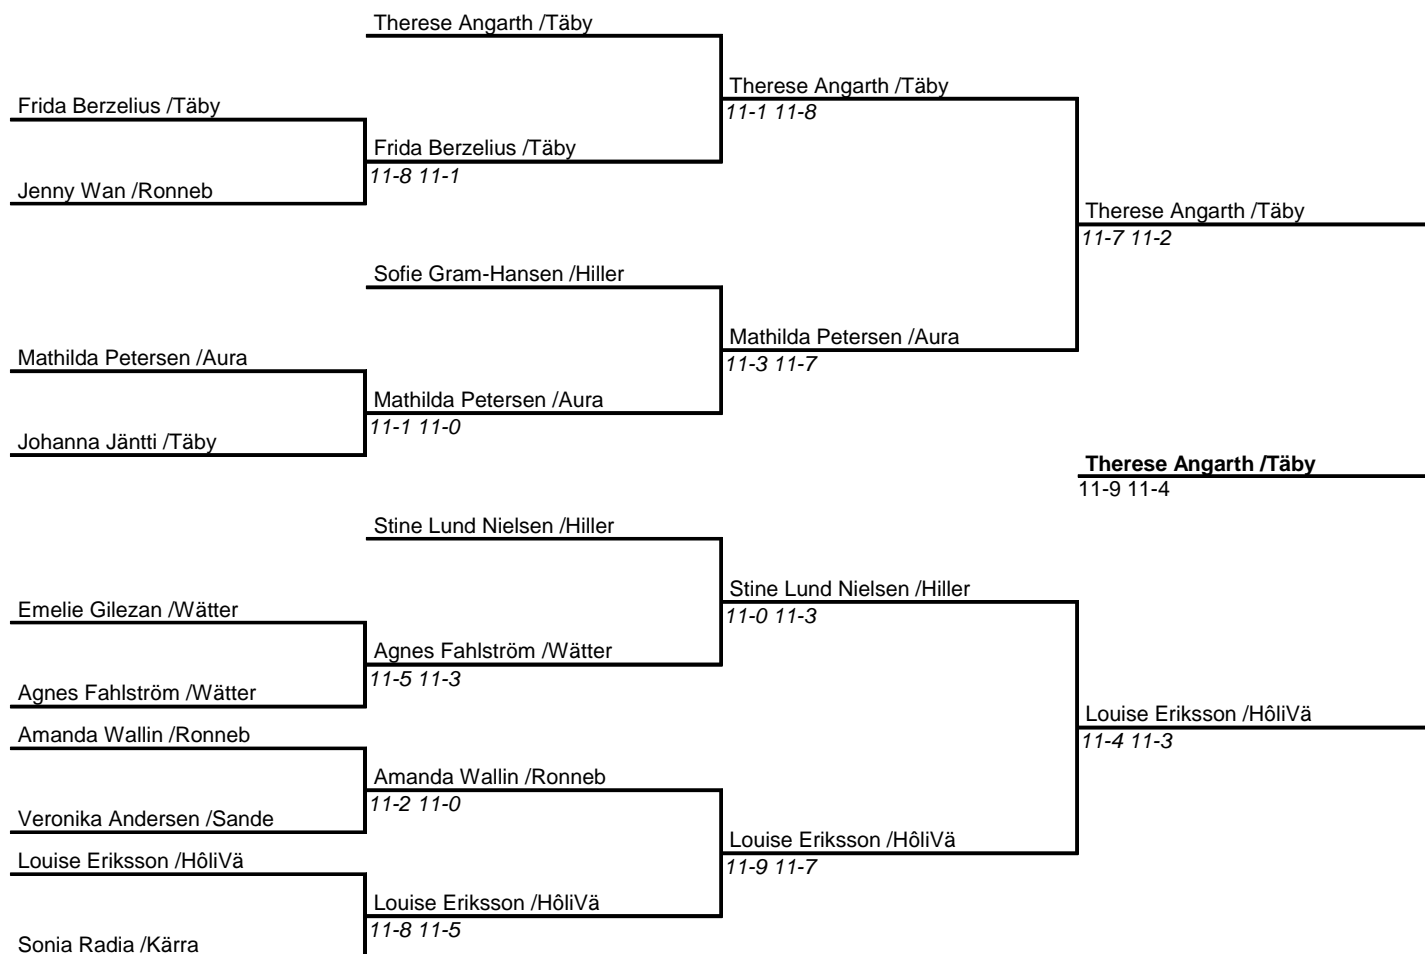 Therese Angarth /Täby
Therese Angarth /Täby
Frida Berzelius /Täby
11-1 11-8
Frida Berzelius /Täby
11-8 11-1
Jenny Wan /Ronneb
Therese Angarth /Täby
11-7 11-2
Sofie Gram-Hansen /Hiller
Mathilda Petersen /Aura
Mathilda Petersen /Aura
11-3 11-7
Mathilda Petersen /Aura
11-1 11-0
Johanna Jäntti /Täby
Therese Angarth /Täby
11-9 11-4
Stine Lund Nielsen /Hiller
Stine Lund Nielsen /Hiller
Emelie Gilezan /Wätter
11-0 11-3
Agnes Fahlström /Wätter
11-5 11-3
Agnes Fahlström /Wätter
Louise Eriksson /HôliVä
Amanda Wallin /Ronneb
11-4 11-3
Amanda Wallin /Ronneb
11-2 11-0
Veronika Andersen /Sande
Louise Eriksson /HôliVä
Louise Eriksson /HôliVä
11-9 11-7
Louise Eriksson /HôliVä
11-8 11-5
Sonia Radia /Kärra